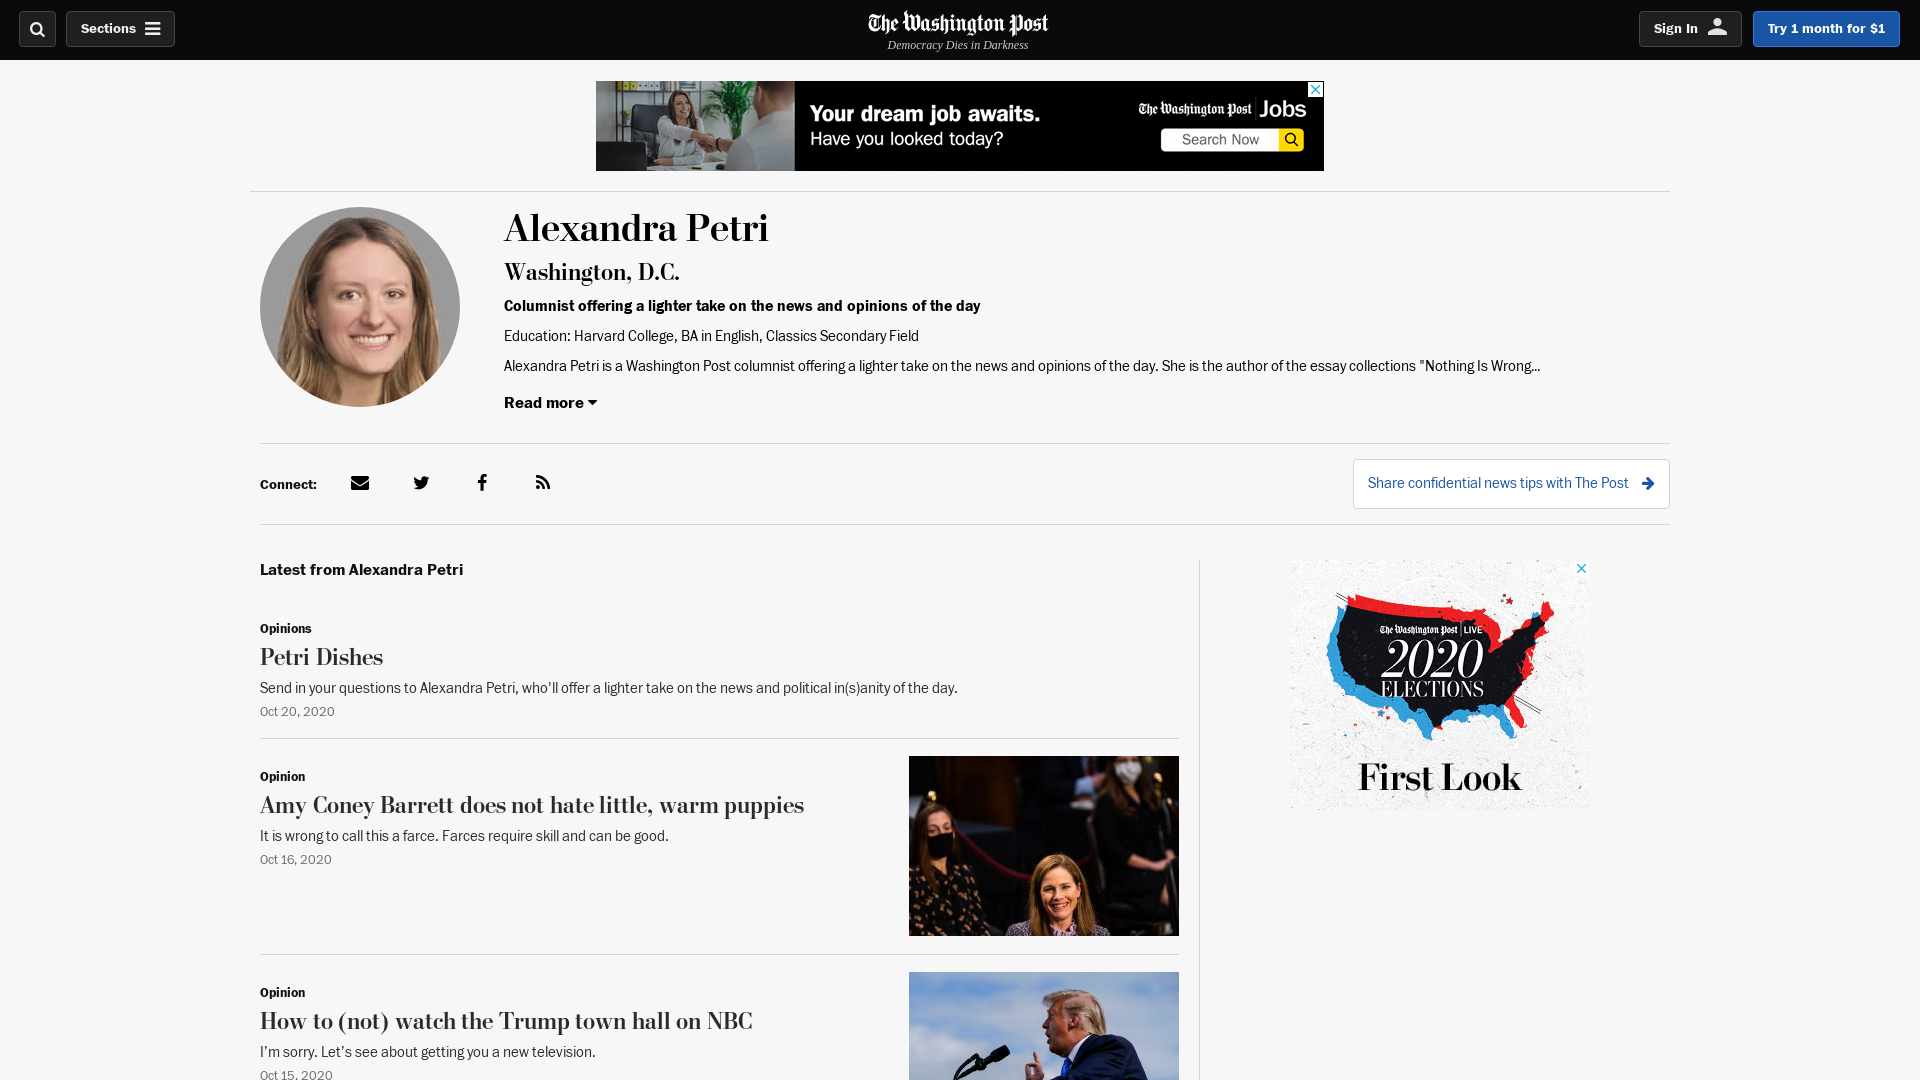 Sections
The Washington Post
Democracy Dies in Darkness
Sign In
Try 1 month for $1
Your dream job awaits.
Have you looked today?
The Washington Post Jobs
Search Now
Alexandra Petri
Washington, D.C.
Columnist offering a lighter take on the news and opinions of the day
Education: Harvard College, BA in English, Classics Secondary Field
Alexandra Petri is a Washington Post columnist offering a lighter take on the news and opinions of the day. She is the author of the essay collections "Nothing Is Wrong...
Read more
Connect:
Share confidential news tips with The Post
Latest from Alexandra Petri
Opinions
Petri Dishes
Send in your questions to Alexandra Petri, who'll offer a lighter take on the news and political in(s)anity of the day.
Oct 20, 2020
Opinion
Amy Coney Barrett does not hate little, warm puppies
It is wrong to call this a farce. Farces require skill and can be good.
Oct 16, 2020
Opinion
How to (not) watch the Trump town hall on NBC
I’m sorry. Let’s see about getting you a new television.
Oct 15, 2020
The Washington Post LIVE
2020
ELECTIONS
First Look